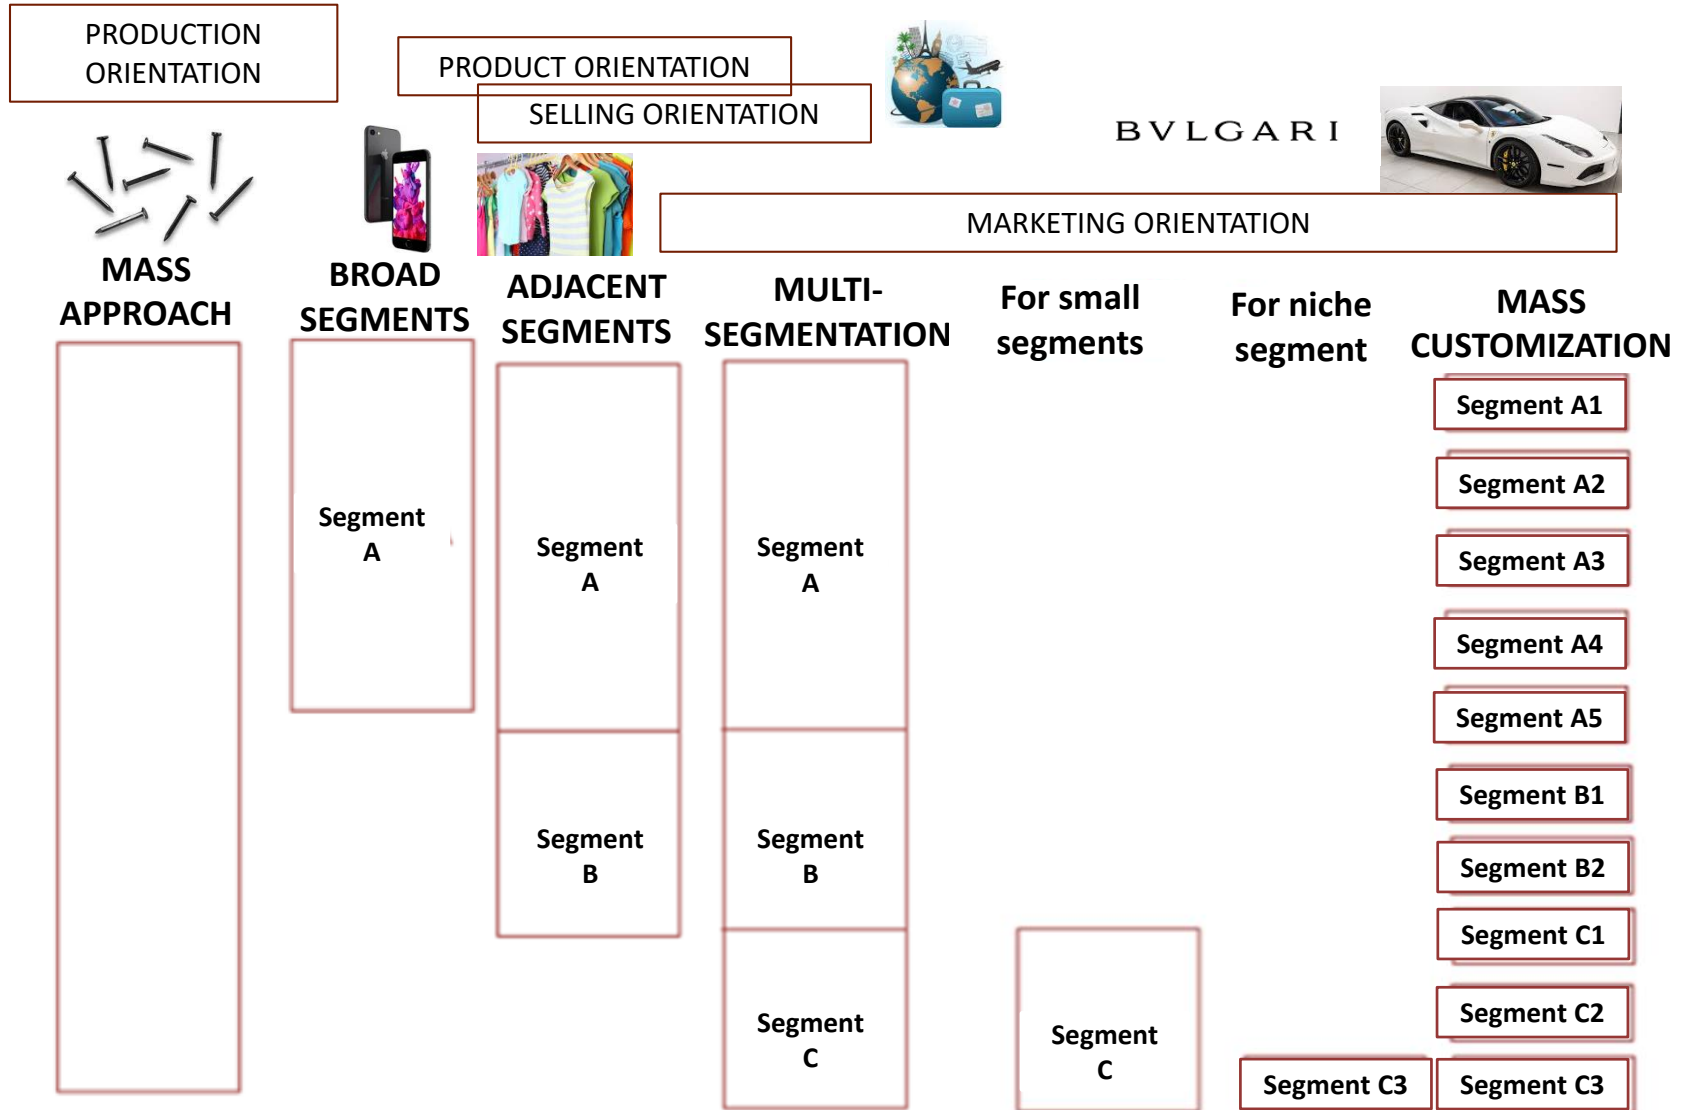 PRODUCTION
ORIENTATION
PRODUCT ORIENTATION
SELLING ORIENTATION
BVLGARI
MARKETING ORIENTATION
MASS
APPROACH
BROAD
SEGMENTS
ADJACENT
SEGMENTS
MULTI-
SEGMENTATION
For small
segments
For niche
segment
MASS
CUSTOMIZATION
Segment
A
Segment
A
Segment
B
Segment
A
Segment
B
Segment
C
Segment
C
Segment C3
Segment A1
Segment A2
Segment A3
Segment A4
Segment A5
Segment B1
Segment B2
Segment C1
Segment C2
Segment C3